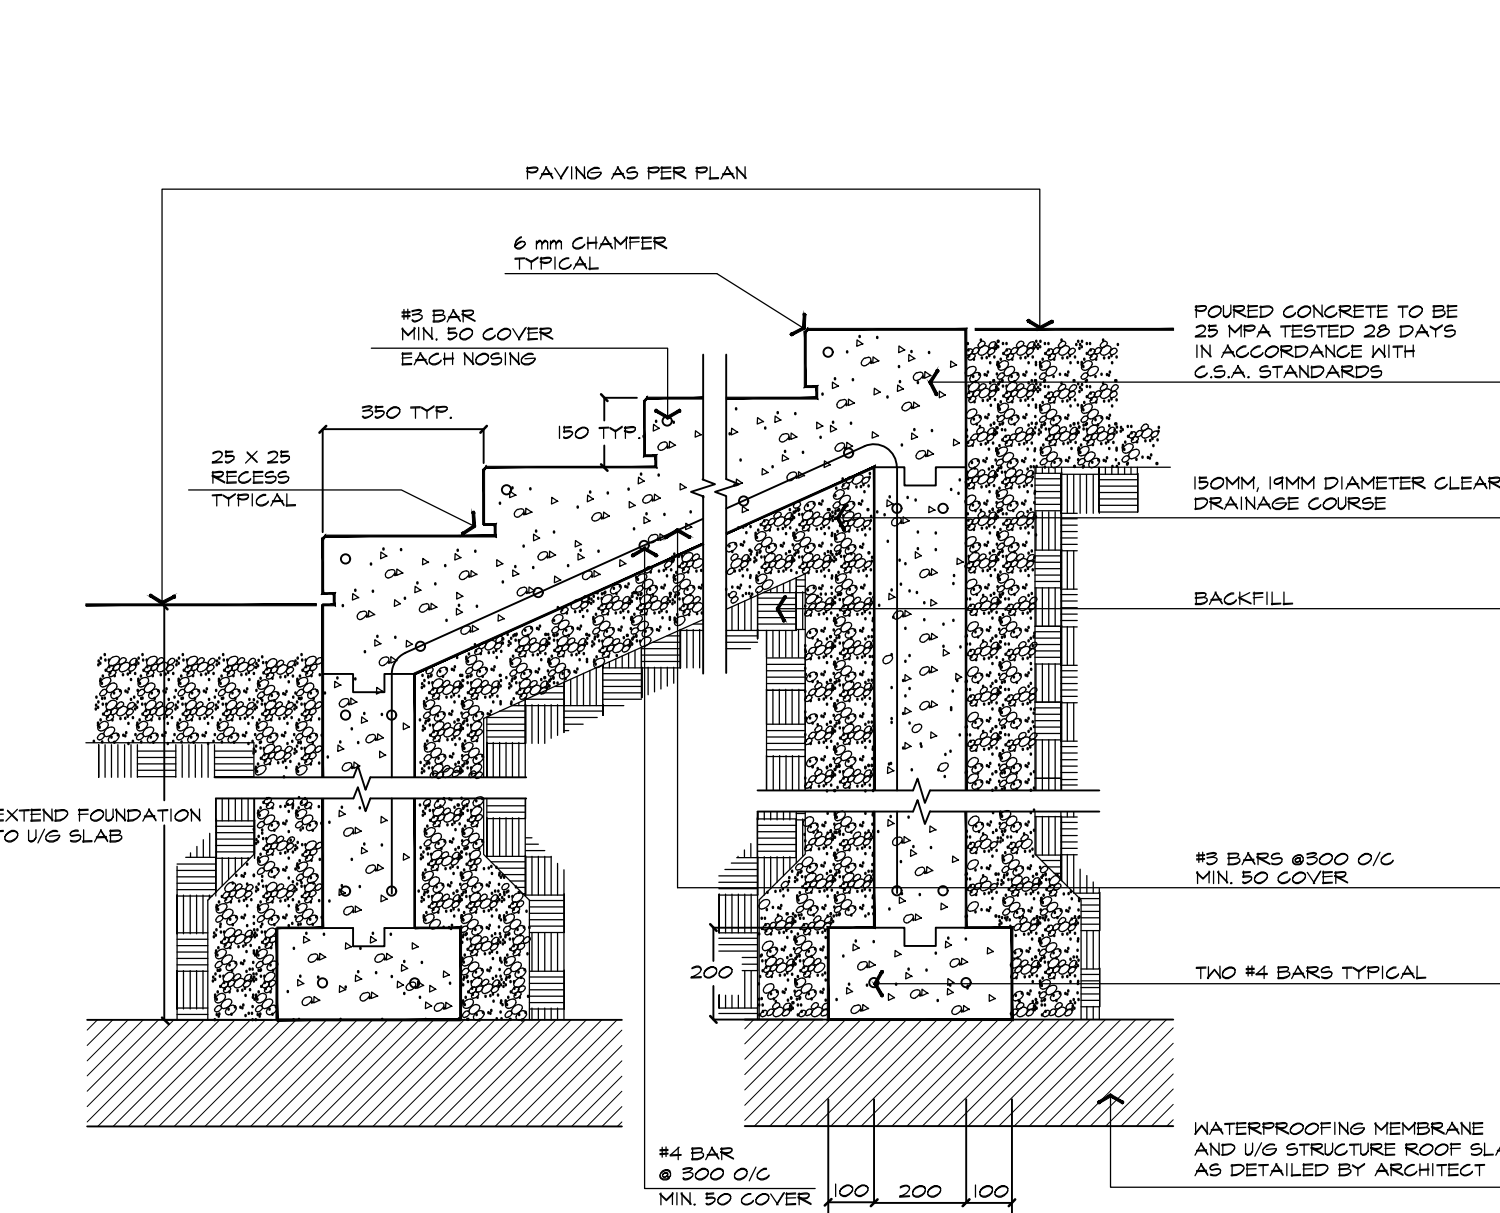 PAVING AS PER PLAN
6 mm CHAMFER
TYPICAL
#3 BAR
MIN. 50 COVER
EACH NOSING
POURED CONCRETE TO BE
25 MPA TESTED 28 DAYS
IN ACCORDANCE WITH
C.S.A. STANDARDS
350 TYP.
150 TYP.
25 X 25
RECESS
TYPICAL
150MM, 19MM DIAMETER CLEAR
DRAINAGE COURSE
BACKFILL
EXTEND FOUNDATION
TO U/G SLAB
#3 BARS @300 O/C
MIN. 50 COVER
200
TWO #4 BARS TYPICAL
WATERPROOFING MEMBRANE
AND U/G STRUCTURE ROOF SLA
AS DETAILED BY ARCHITECT
#4 BAR
@ 300 O/C
MIN. 50 COVER
100 200 100